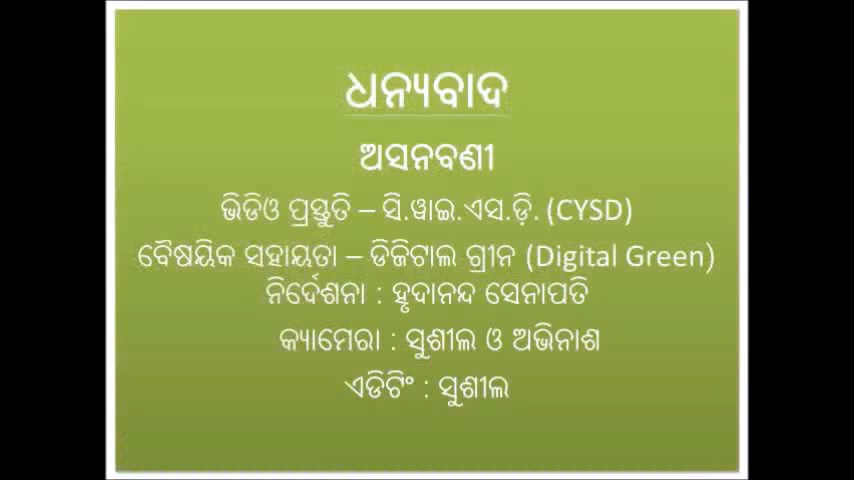 ଧନ୍ୟବାଦ
ଅସନବଣୀ
ଭିଡିଓ ପ୍ରସ୍ତୁତି – ସି.ୱାଇ.ଏସ.ଡ଼ି. (CYSD)
ବୈଷୟିକ ସହାୟତା – ଡିଜିଟାଲ ଗ୍ରୀନ (Digital Green)
ନିର୍ଦେଶନା : ହୃଦାନନ୍ଦ ସେନାପତି
କ୍ୟାମେରା : ସୁଶୀଲ ଓ ଅଭିନାଶ
ଏଡିଟିଂ : ସୁଶୀଲ